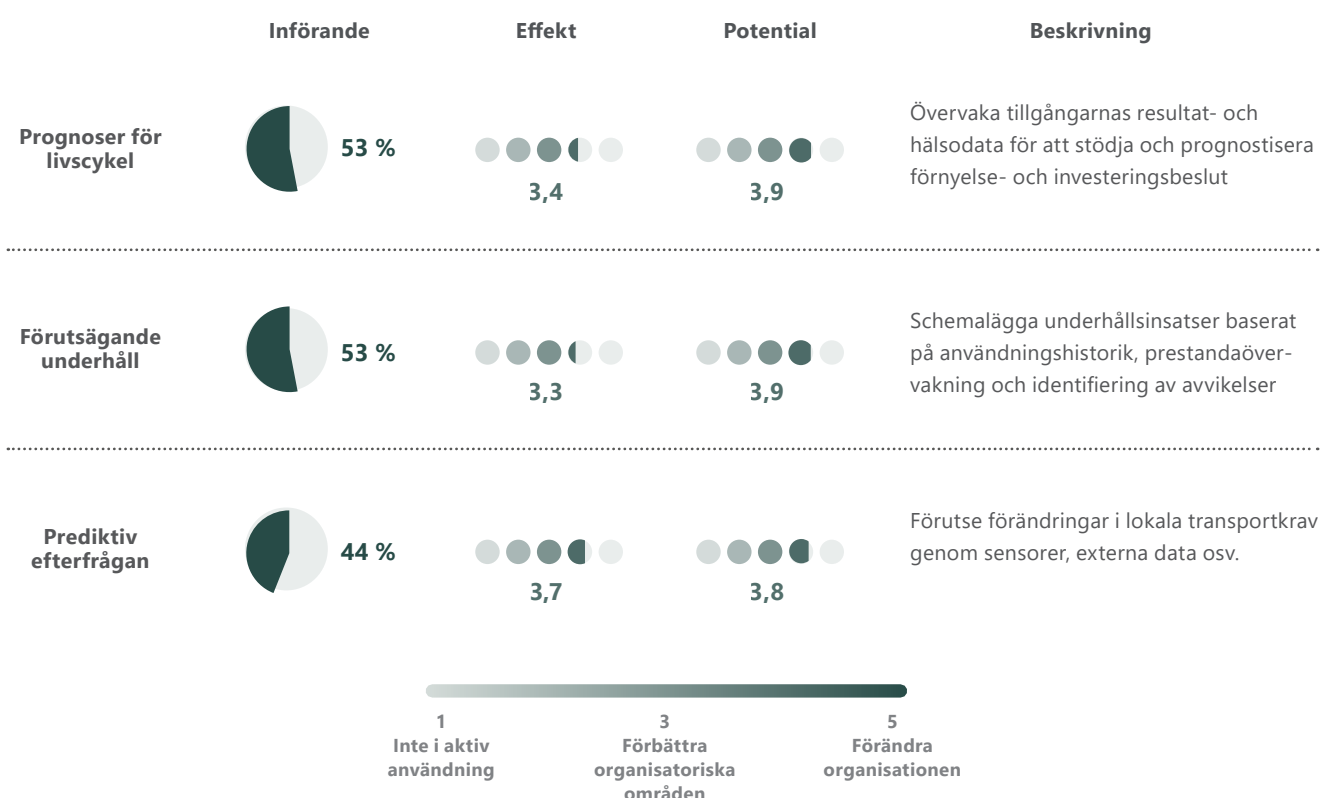 Införande Effekt Potential Beskrivning
Prognoser för
livscykel
53 %
3,4
3,9
Övervaka tillgångarnas resultat- och
hälsodata för att stödja och prognostisera
förnyelse- och investeringsbeslut
Förutsägande
underhåll
53 %
3,3
3,9
Schemalägga underhållsinsatser baserat
på användningshistorik, prestandaöver-
vakning och identifiering av avvikelser
Prediktiv
efterfrågan
44 %
3,7
3,8
Förutse förändringar i lokala transportkrav
genom sensorer, externa data osv.
1
Inte i aktiv
användning
3
Förbättra
organisatoriska
områden
5
Förändra
organisationen